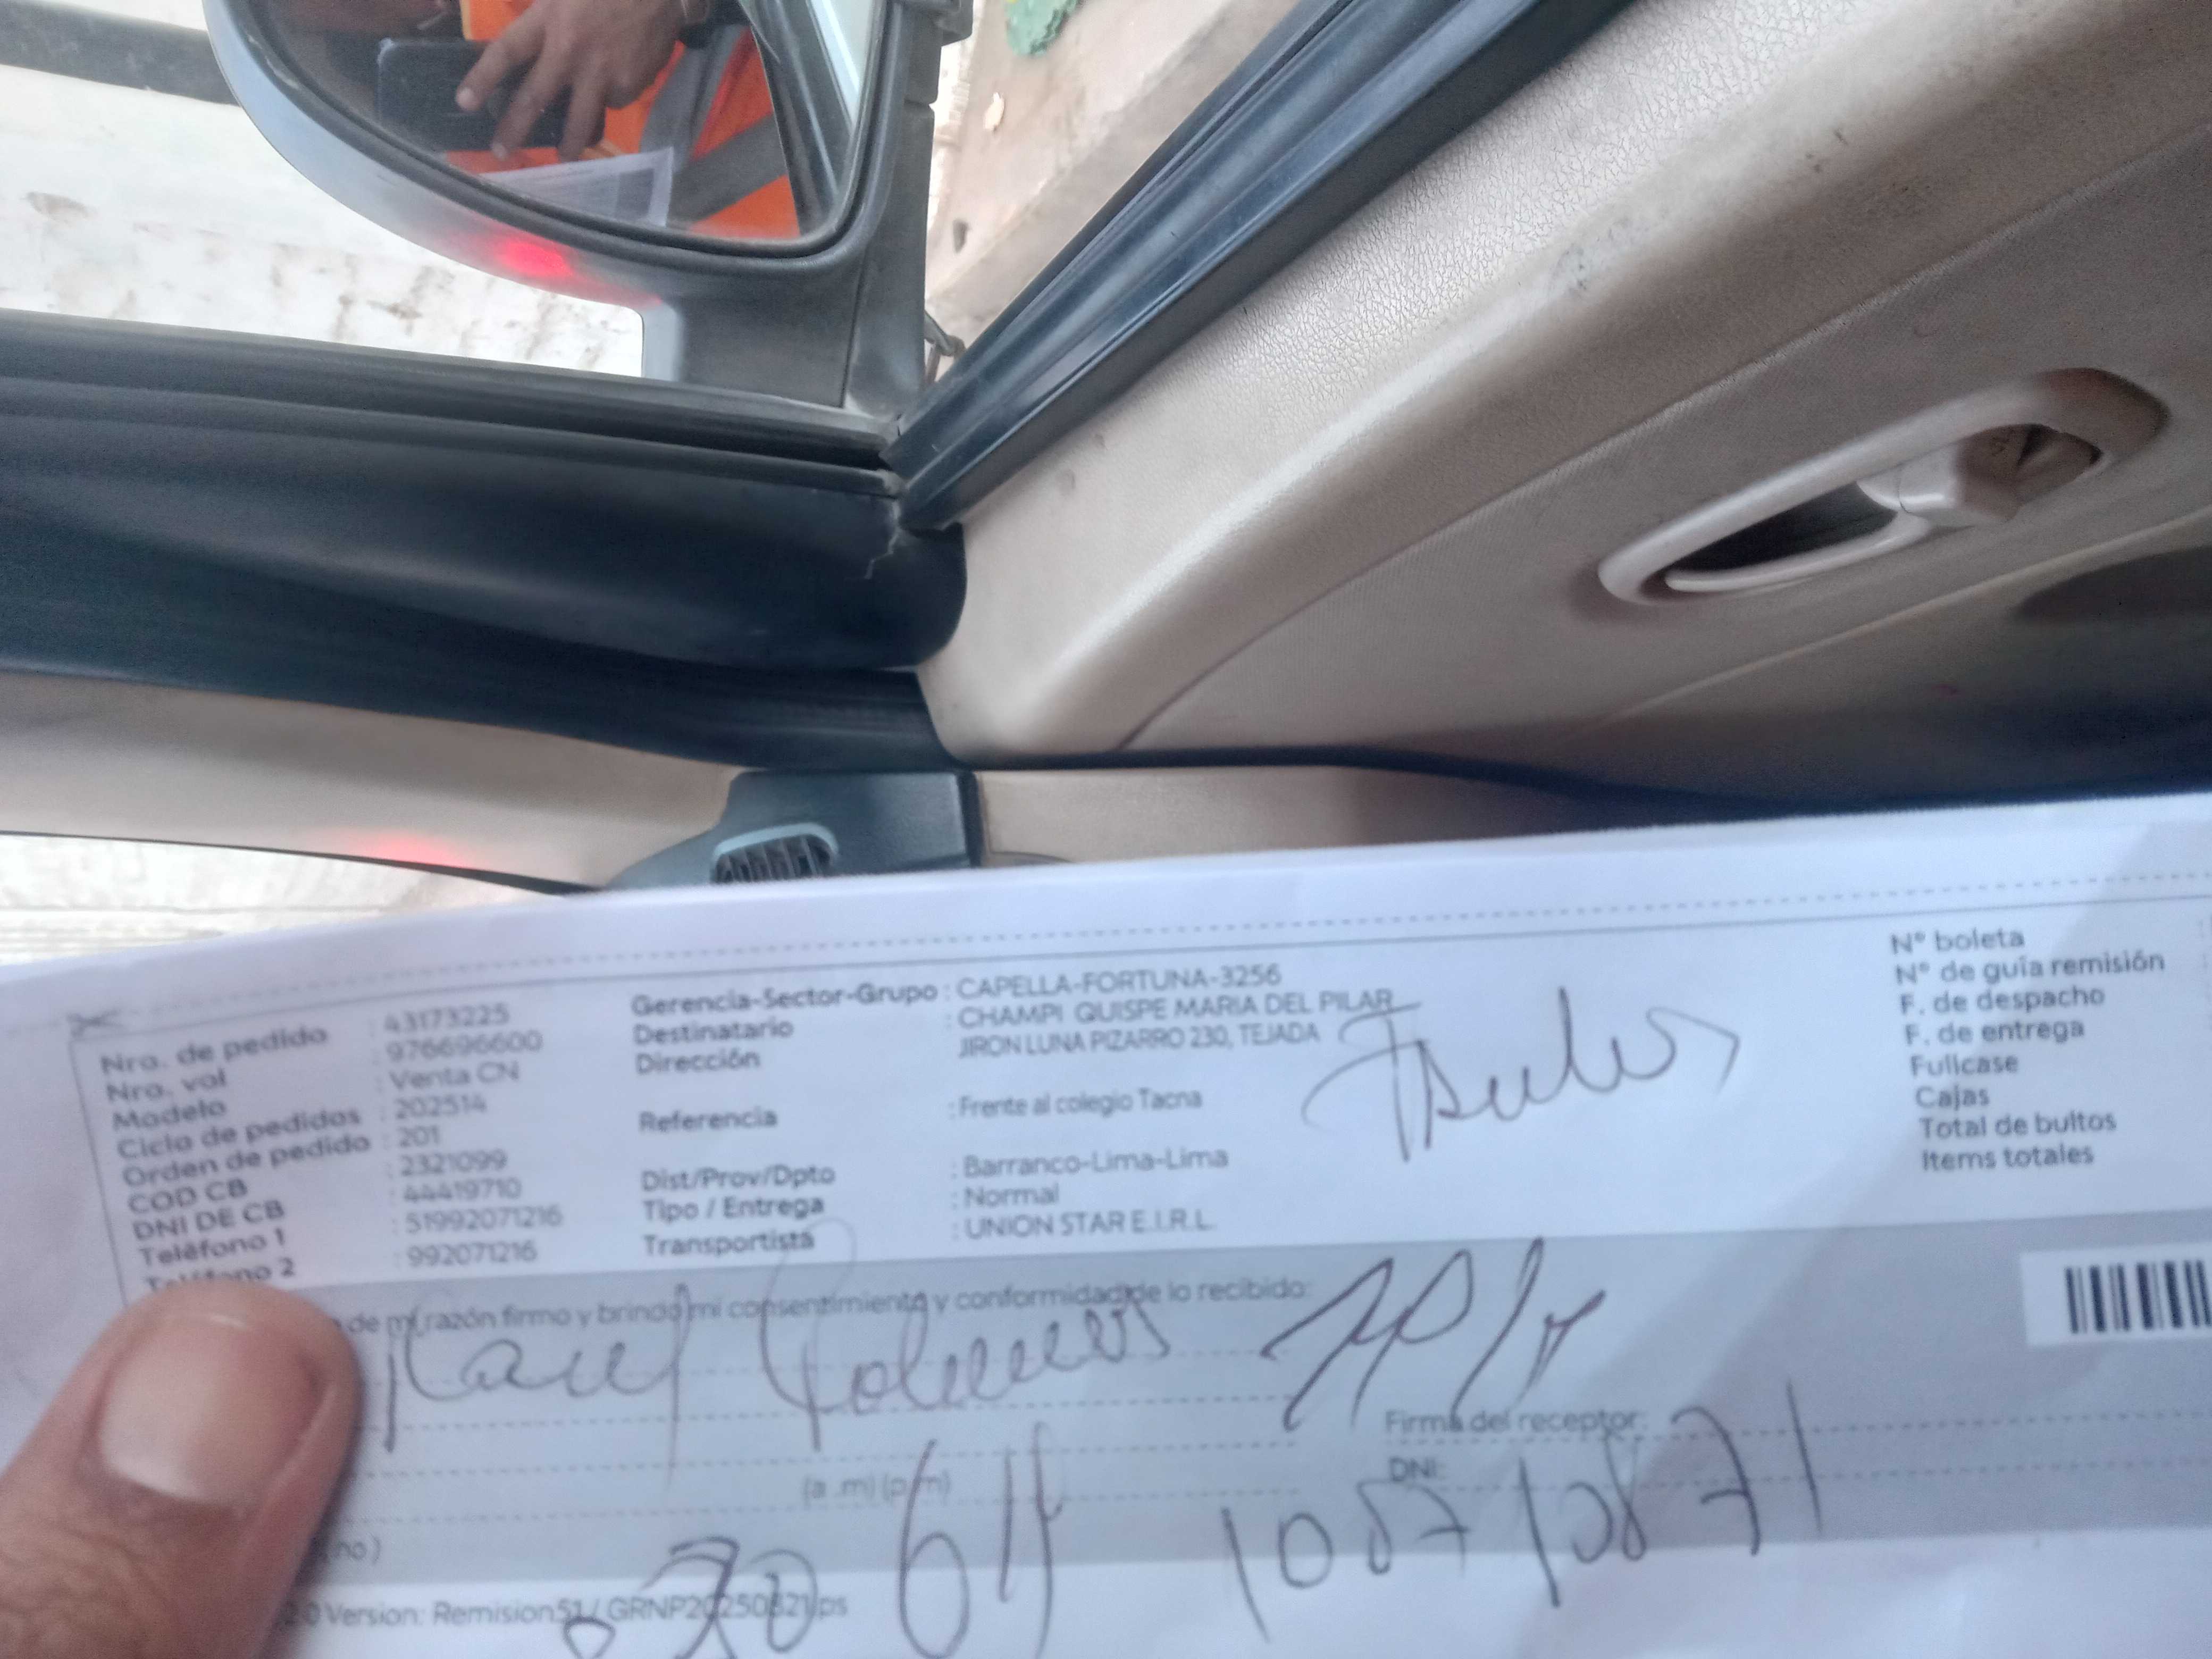 Nro. de pedido : 43173225
Nro. vol : 976696600
Modelo : Venta CN
Ciclo de pedidos : 202514
Orden de pedido : 201
COD CB : 2321099
DNI DE CB : 44419710
Teléfono 1 : 51992071216
Teléfono 2 : 992071216
Gerencia-Sector-Grupo : CAPELLA-FORTUNA-3256
Destinatario : CHAMPI QUISPE MARIA DEL PILAR
Dirección : JIRON LUNA PIZARRO 230, TEJADA
Referencia : Frente al colegio Tacna
Dist/Prov/Dpto : Barranco-Lima-Lima
Tipo / Entrega : Normal
Transportista : UNION STAR E.I.R.L.
N° boleta
N° de guía remisión
F. de despacho
F. de entrega
Fullcase
Cajas
Total de bultos
Items totales
de mi razón firmo y brindo mi consentimiento y conformidad de lo recibido:
Firma del receptor:
(a .m) (p.m)
DNI:
no )
Version: Remision51 / GRNP20250821.ps